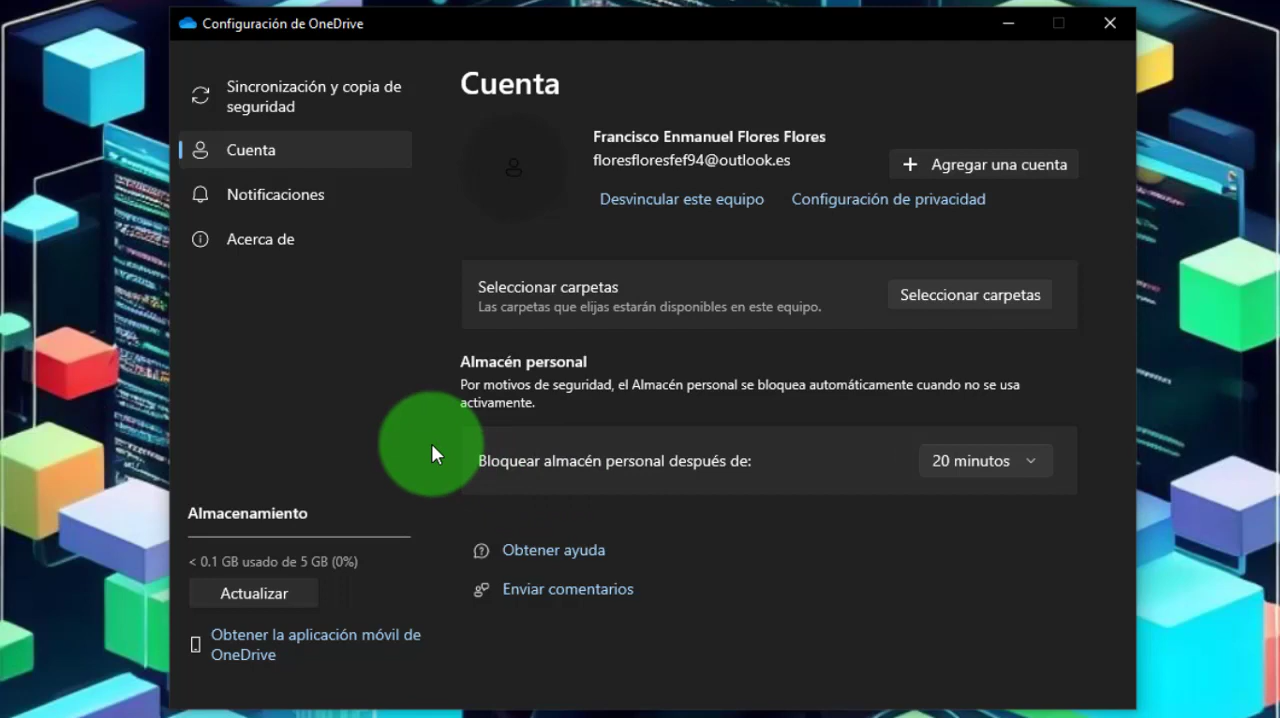 Configuración de OneDrive
Sincronización y copia de
seguridad
Cuenta
Notificaciones
Acerca de
Almacenamiento
< 0.1 GB usado de 5 GB (0%)
Actualizar
Obtener la aplicación móvil de
OneDrive
Cuenta
Francisco Enmanuel Flores Flores
floresfloresfef94@outlook.es
Agregar una cuenta
Desvincular este equipo
Configuración de privacidad
Seleccionar carpetas
Las carpetas que elijas estarán disponibles en este equipo.
Seleccionar carpetas
Almacén personal
Por motivos de seguridad, el Almacén personal se bloquea automáticamente cuando no se usa
activamente.
Bloquear almacén personal después de:
20 minutos
Obtener ayuda
Enviar comentarios